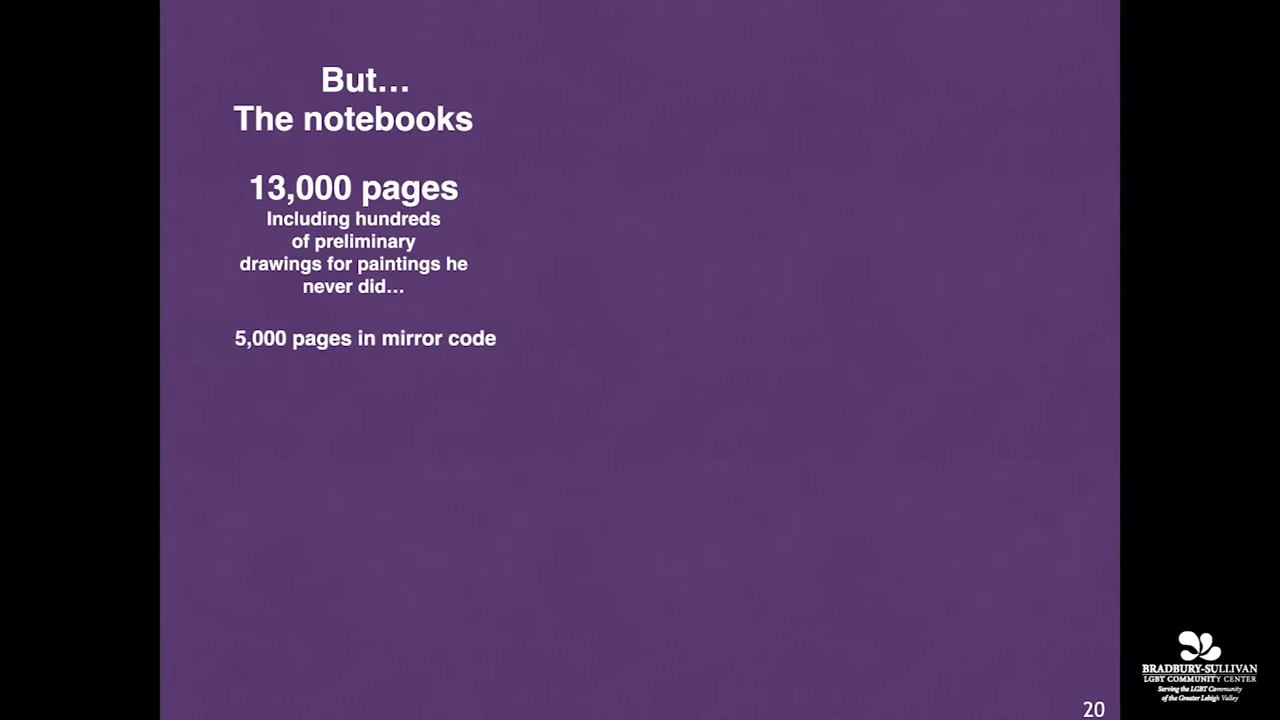 But…
The notebooks
13,000 pages
Including hundreds
of preliminary
drawings for paintings he
never did…
5,000 pages in mirror code
20
BRADBURY-SULLIVAN
LGBT COMMUNITY CENTER
Serving the LGBT Community
of the Greater Lehigh Valley